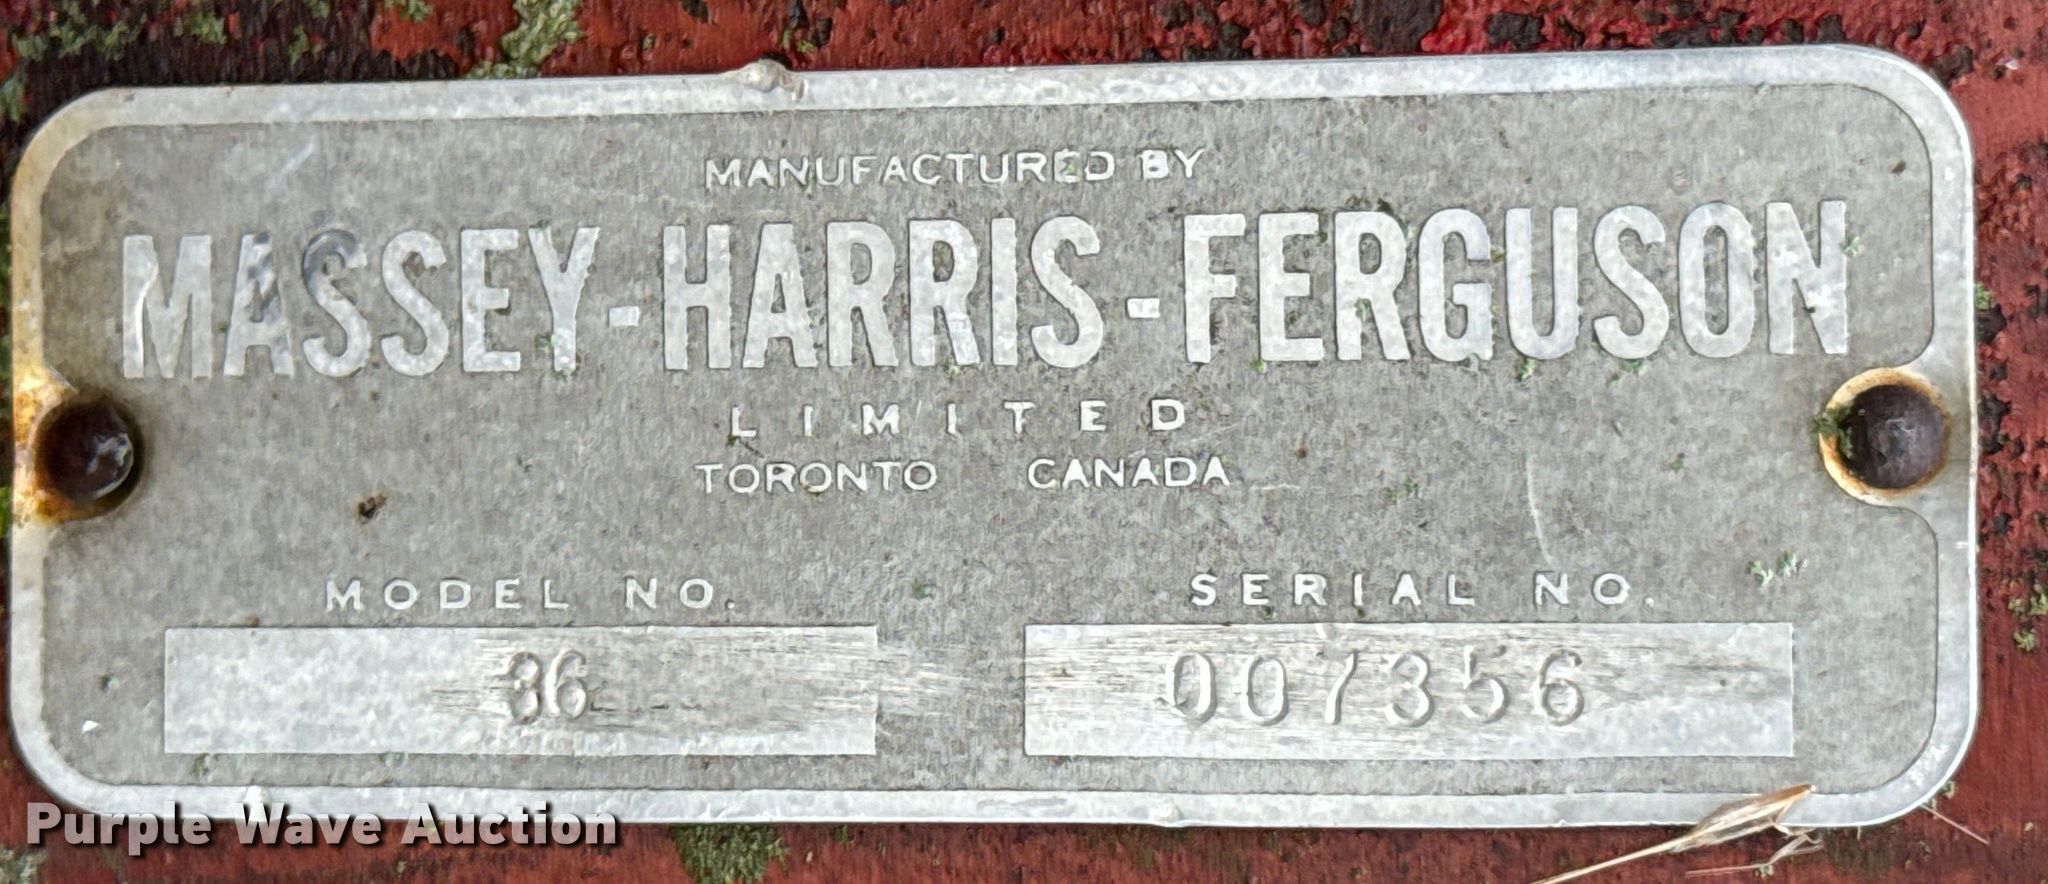 MANUFACTURED BY
MASSEY-HARRIS-FERGUSON
LIMITED
TORONTO CANADA
MODEL NO. SERIAL NO.
36 007356
Purple Wave Auction